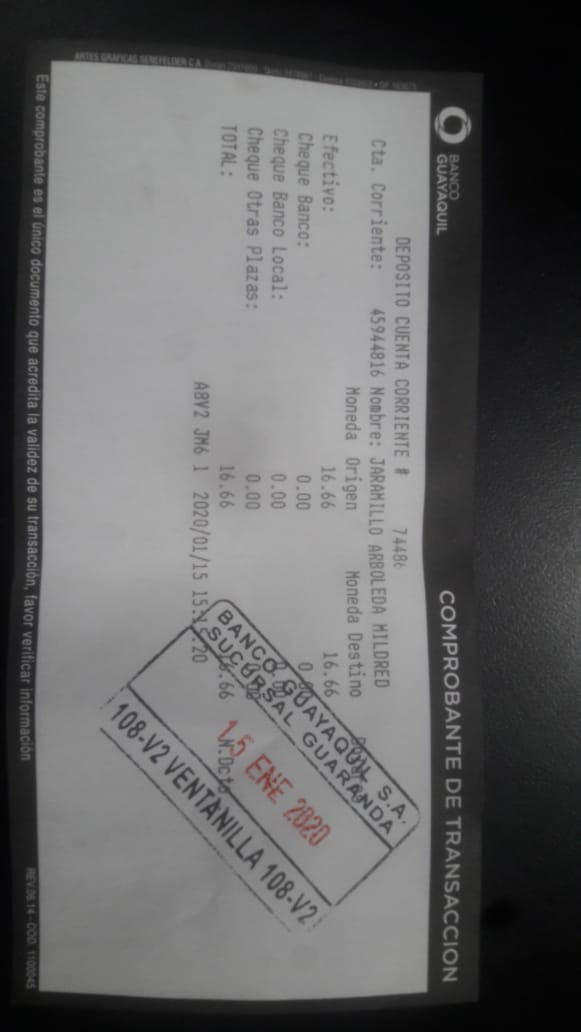 BANCO
GUAYAQUIL
COMPROBANTE DE TRANSACCION
DEPOSITO CUENTA CORRIENTE # 74486
Cta. Corriente: 45944816 Nombre: JARAMILLO ARBOLEDA MILDRED
Moneda Origen Moneda Destino
Efectivo: 16.66 16.66
Cheque Banco: 0.00 0.00
Cheque Banco Local: 0.00 0.00
Cheque Otras Plazas: 0.00 0.00
TOTAL: 16.66 16.66 N.Dcto
A8V2 JM6 1 2020/01/15 15:15:20
BANCO GUAYAQUIL S.A.
SUCURSAL GUARANDA
15 ENE 2020
108-V2 VENTANILLA 108-V2
Este comprobante es el único documento que acredita la validez de su transacción, favor verificar información
REV.06.14 - COD. 1100045